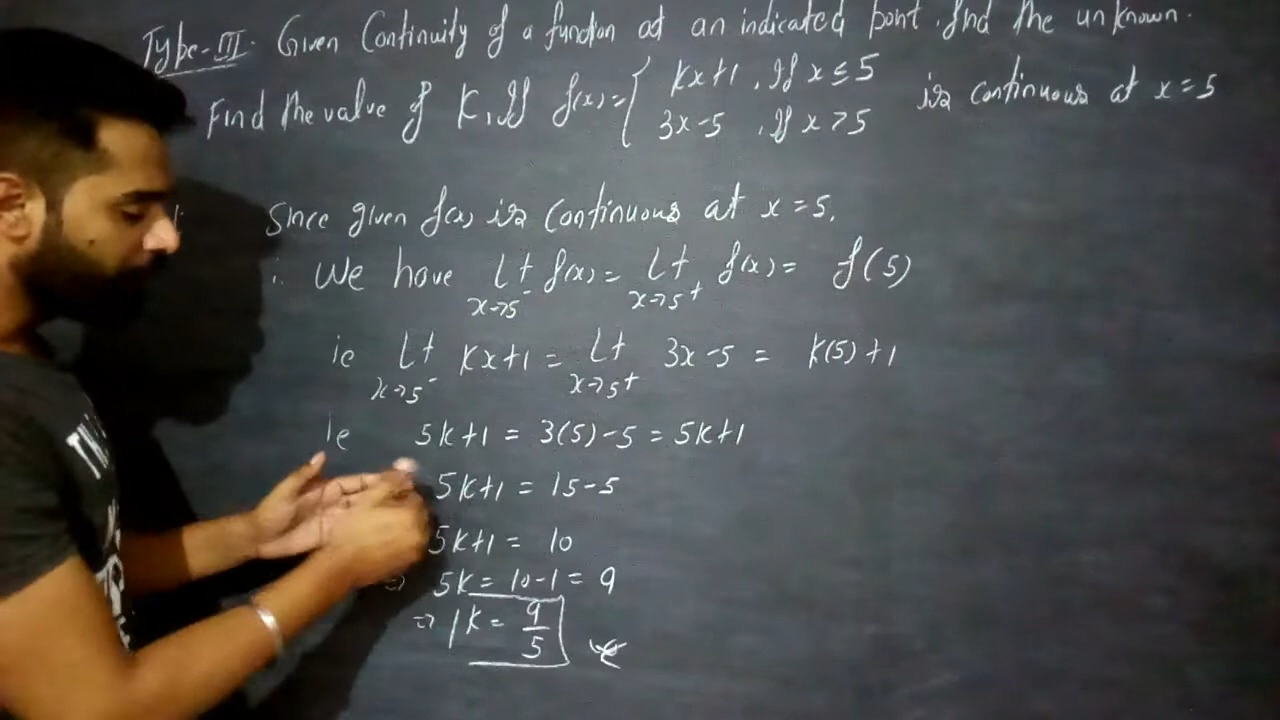 Type-III. Given Continuity of a function at an indicated point, find the unknown.
Find the value of K, if f(x) = { Kx+1, if x ≤ 5
3x-5, if x > 5
is continuous at x = 5
Since given f(x) is continuous at x = 5.
∴ We have Lt x→5⁻ f(x) = Lt x→5⁺ f(x) = f(5)
ie Lt x→5⁻ Kx+1 = Lt x→5⁺ 3x-5 = K(5)+1
ie 5K+1 = 3(5)-5 = 5K+1
5K+1 = 15-5
5K+1 = 10
⇒ 5K = 10-1 = 9
⇒ K = 9/5